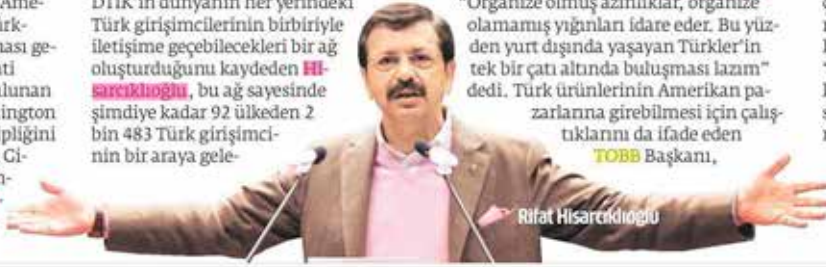 Ame-
ürk-
ması ge-
ti
lunan
ington
pliğini
Gi-
n-
DTİK'in dünyanın her yerindeki
Türk girişimcilerinin birbiriyle
iletişime geçebilecekleri bir ağ
oluşturduğunu kaydeden Hi-
sarcıklıoğlu, bu ağ sayesinde
şimdiye kadar 92 ülkeden 2
bin 483 Türk girişimci-
nin bir araya gele-
"Organize olmuş azınlıklar, organize
olamamış yığınları idare eder. Bu yüz-
den yurt dışında yaşayan Türkler'in
tek bir çatı altında buluşması lazım"
dedi. Türk ürünlerinin Amerikan pa-
zarlarına girebilmesi için çalış-
tıklarını da ifade eden
TOBB Başkanı,
Rifat Hisarcıklıoğlu